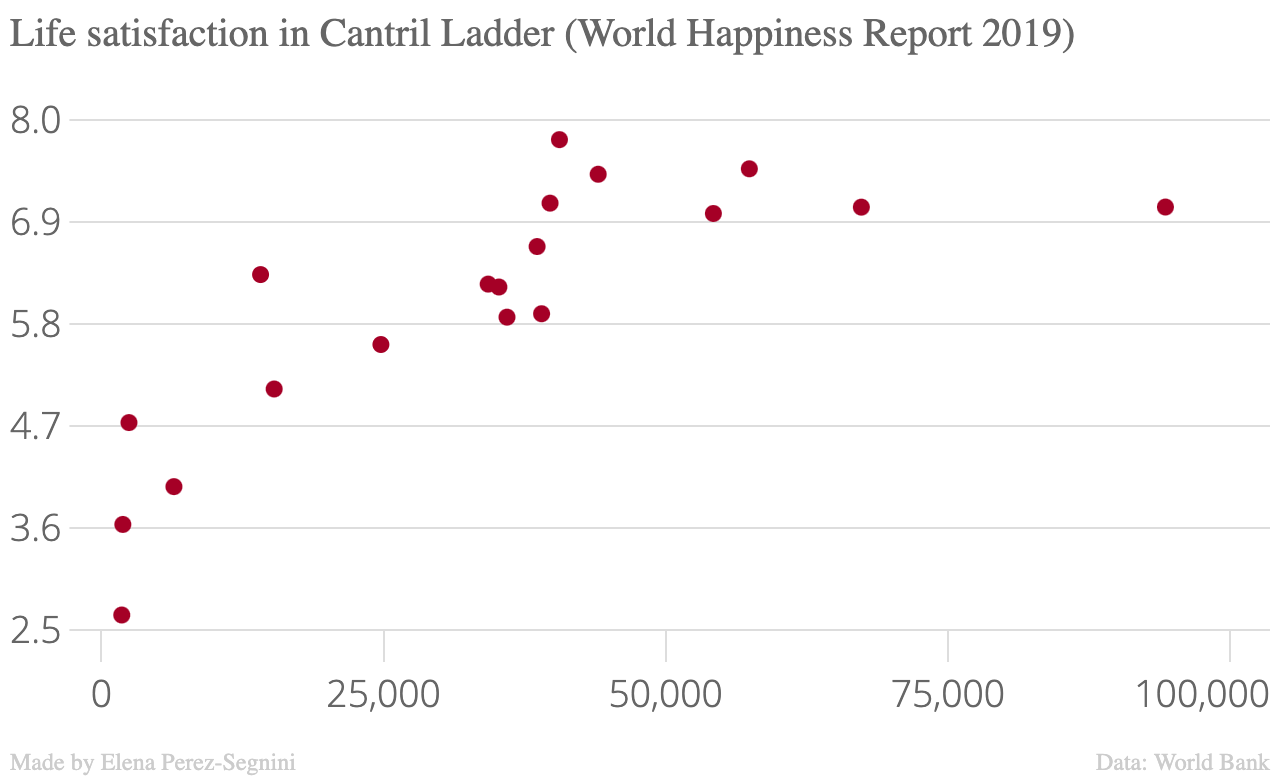 Life satisfaction in Cantril Ladder (World Happiness Report 2019)
8.0
6.9
5.8
4.7
3.6
2.5
0 25,000 50,000 75,000 100,000
Made by Elena Perez-Segnini Data: World Bank